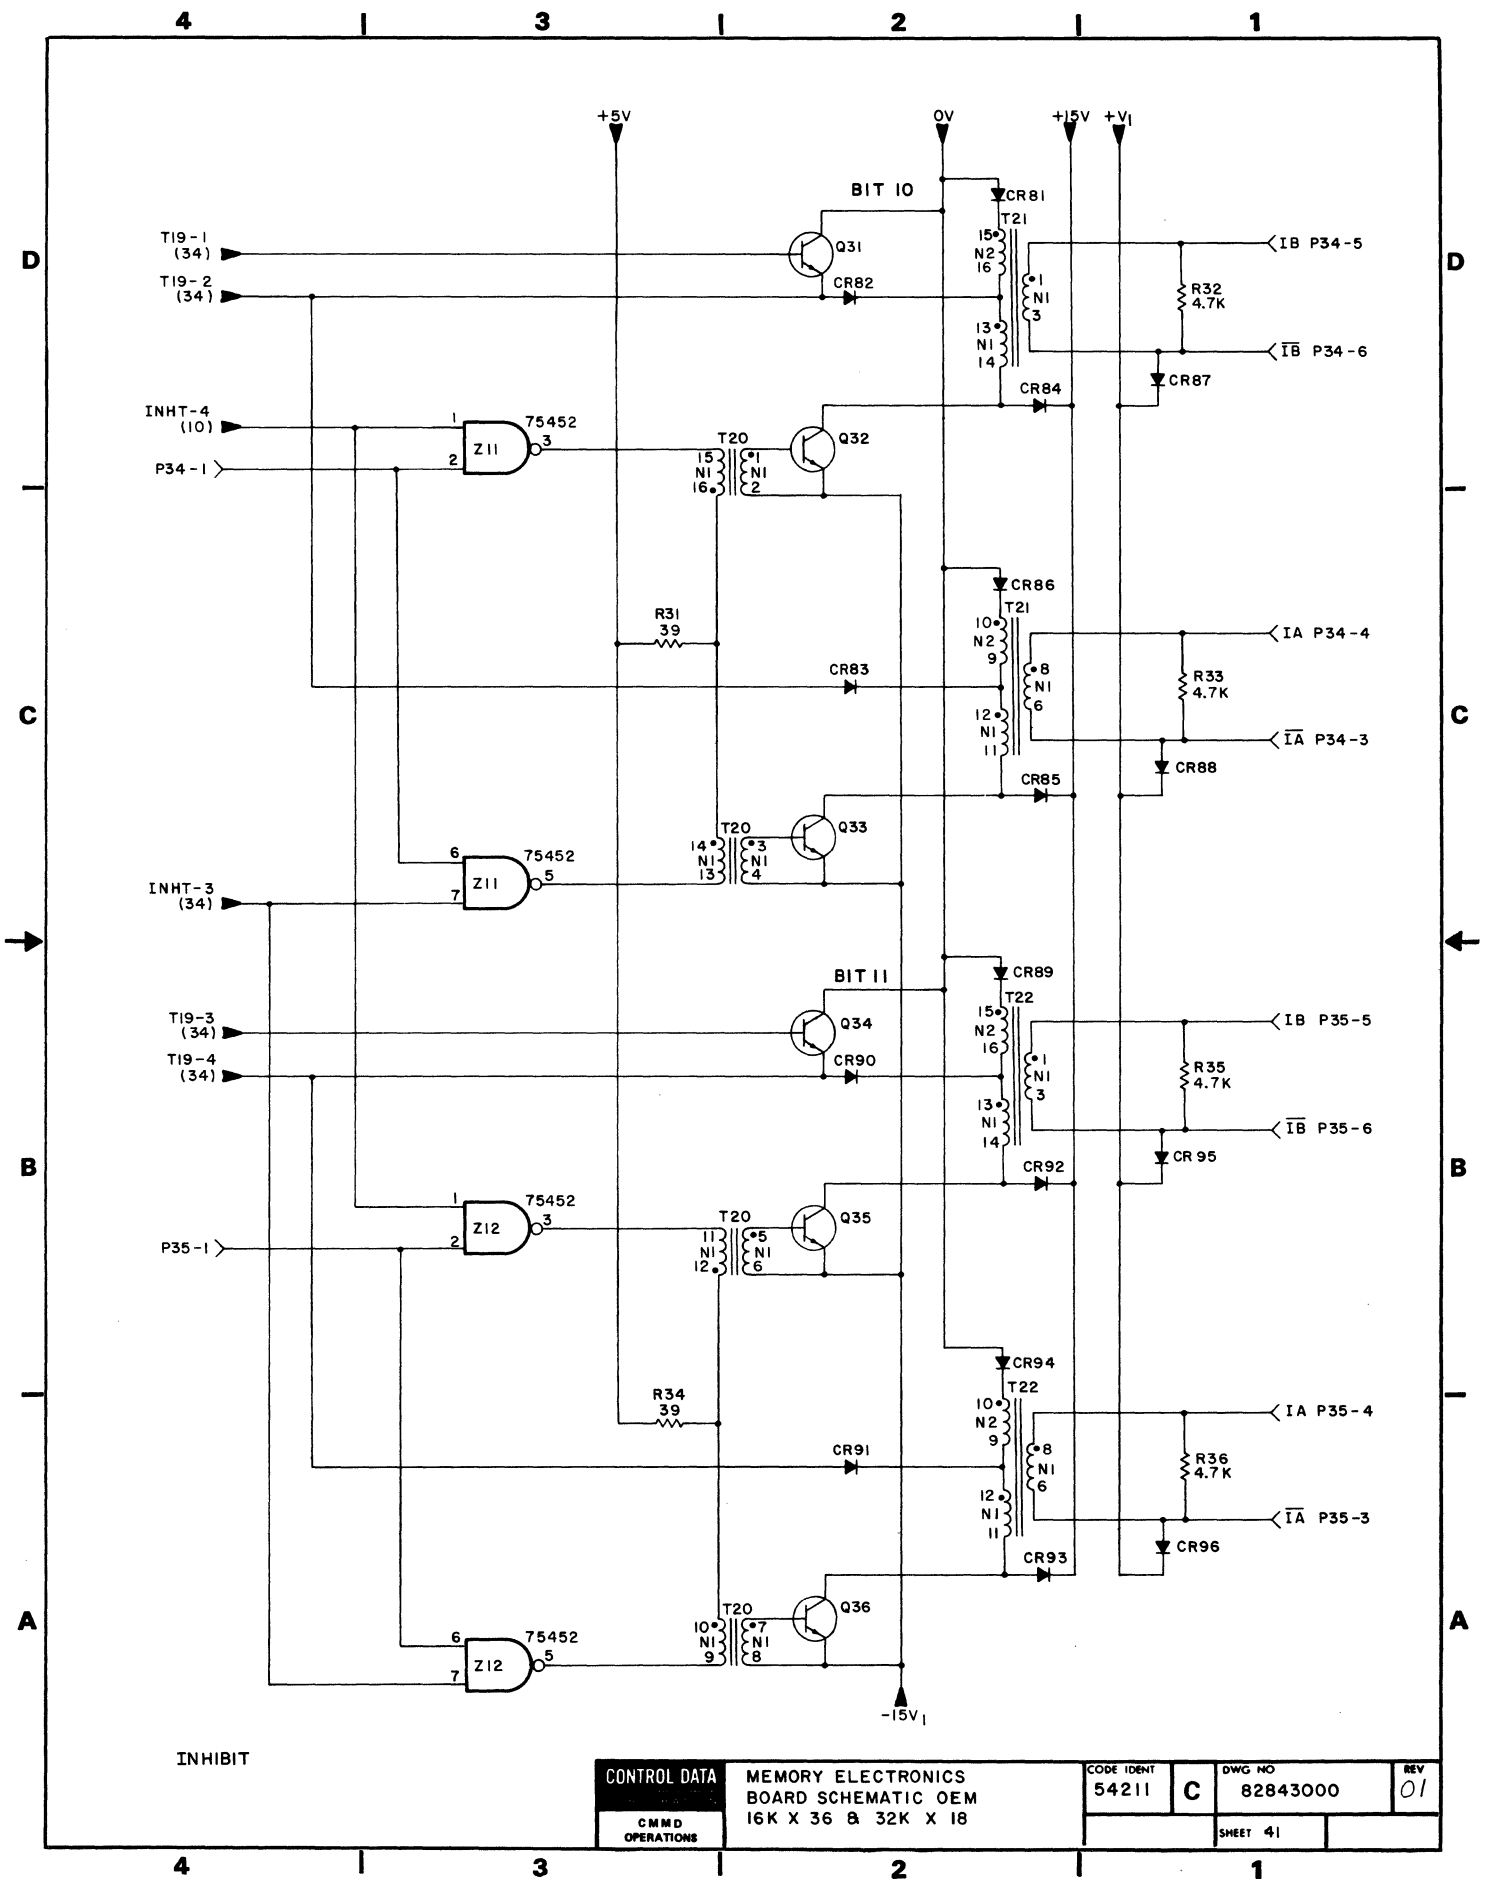 4 3 2 1
+5V 0V +15V +V1
BIT 10
CR81
T21
T19-1
(34)
Q31
15
N2
16
IB P34-5
D D
T19-2
(34)
CR82
1
N1
3
R32
4.7K
13
N1
14
IB P34-6
CR87
CR84
INHT-4
(10)
1
75452
Z11
3
2
P34-1
T20
15
N1
16
1
N1
2
Q32
CR86
T21
R31
39
10
N2
9
IA P34-4
CR83
8
N1
6
R33
4.7K
C C
12
N1
11
IA P34-3
CR88
CR85
T20
14
N1
13
3
N1
4
Q33
6
75452
Z11
5
7
INHT-3
(34)
CR89
BIT 11
T22
T19-3
(34)
Q34
15
N2
16
IB P35-5
T19-4
(34)
CR90
1
N1
3
R35
4.7K
13
N1
14
IB P35-6
CR95
B B
CR92
1
75452
Z12
3
2
P35-1
T20
11
N1
12
5
N1
6
Q35
CR94
T22
R34
39
10
N2
9
IA P35-4
CR91
8
N1
6
R36
4.7K
12
N1
11
IA P35-3
CR96
CR93
A A
T20
10
N1
9
7
N1
8
Q36
6
75452
Z12
5
7
-15V1
INHIBIT
CONTROL DATA
CMMD
OPERATIONS
MEMORY ELECTRONICS
BOARD SCHEMATIC OEM
16K X 36 & 32K X 18
CODE IDENT
54211
C
DWG NO
82843000
REV
01
SHEET 41
4 3 2 1